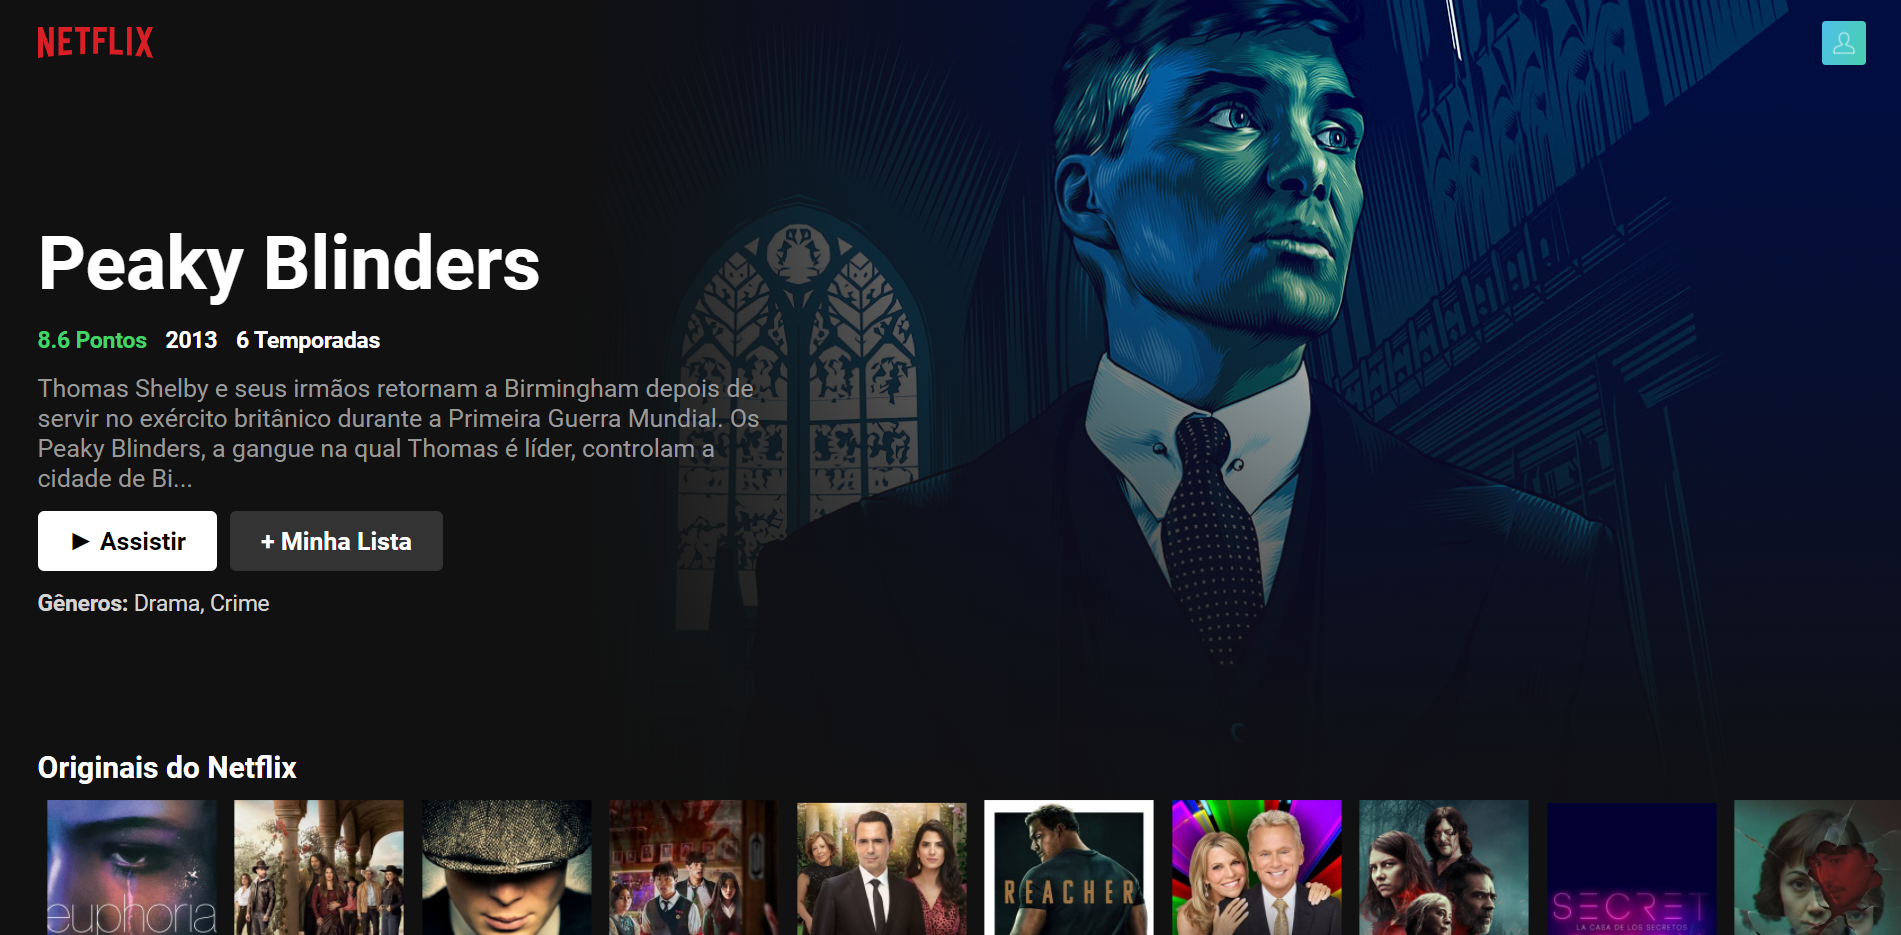 NETFLIX
Peaky Blinders
8.6 Pontos 2013 6 Temporadas
Thomas Shelby e seus irmãos retornam a Birmingham depois de
servir no exército britânico durante a Primeira Guerra Mundial. Os
Peaky Blinders, a gangue na qual Thomas é líder, controlam a
cidade de Bi...
► Assistir
+ Minha Lista
Gêneros: Drama, Crime
Originais do Netflix
euphoria
REACHER
SECRET
LA CASA DE LOS SECRETOS